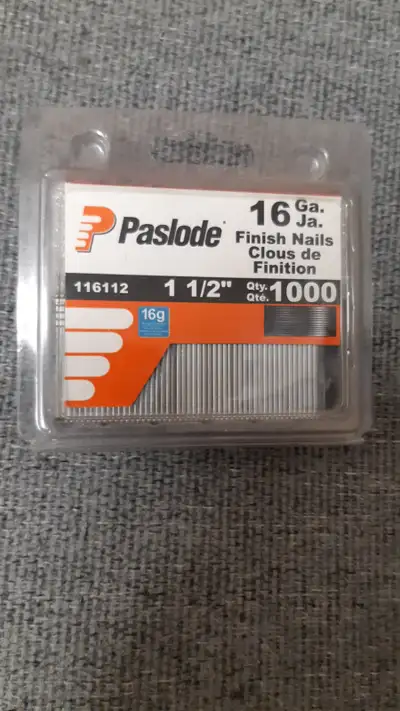 Paslode
16 Ga.
Ja.
Finish Nails
Clous de
Finition
116112 1 1/2" Qty. Qté. 1000
16g